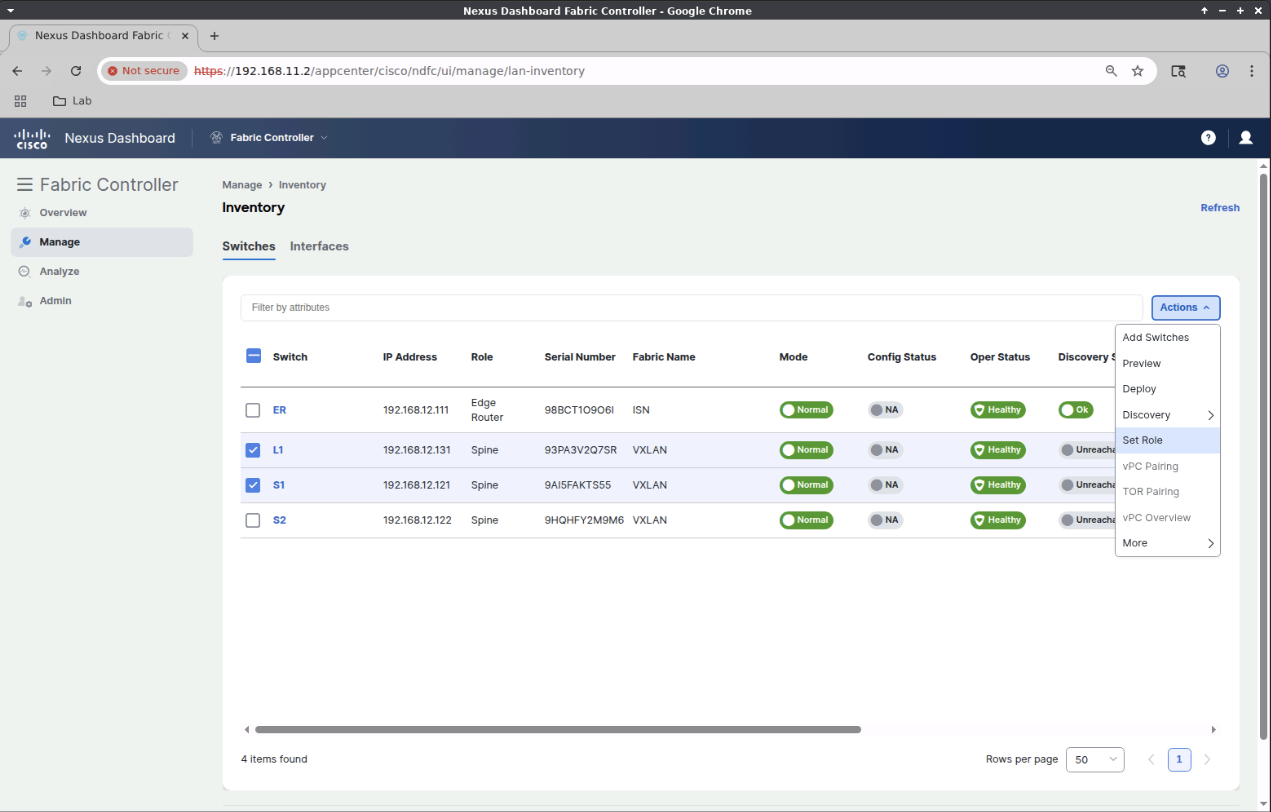 Nexus Dashboard Fabric Controller - Google Chrome
Nexus Dashboard Fabric
Not secure https://192.168.11.2/appcenter/cisco/ndfc/ui/manage/lan-inventory
Lab
CISCO Nexus Dashboard Fabric Controller ?
Fabric Controller
Overview
Manage
Analyze
Admin
Manage > Inventory
Inventory
Refresh
Switches Interfaces
Filter by attributes
Actions
Switch IP Address Role Serial Number Fabric Name Mode Config Status Oper Status Discovery S
ER 192.168.12.111 Edge Router 98BCT1O9O6I ISN Normal NA Healthy Ok
L1 192.168.12.131 Spine 93PA3V2Q7SR VXLAN Normal NA Healthy Unreacha
S1 192.168.12.121 Spine 9AI5FAKTS55 VXLAN Normal NA Healthy Unreacha
S2 192.168.12.122 Spine 9HQHFY2M9M6 VXLAN Normal NA Healthy Unreacha
Add Switches
Preview
Deploy
Discovery
Set Role
vPC Pairing
TOR Pairing
vPC Overview
More
4 items found
Rows per page 50 1